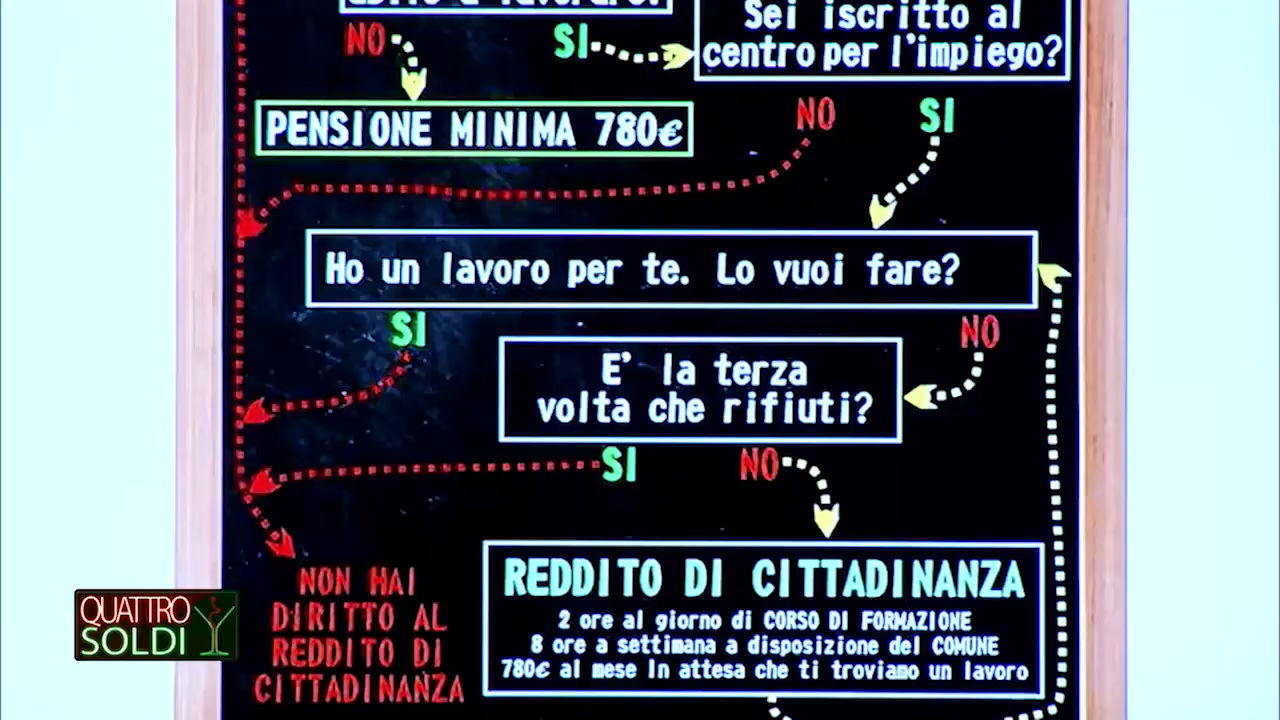 Sei iscritto al
centro per l'impiego?
NO
SI
PENSIONE MINIMA 780€
NO
SI
Ho un lavoro per te. Lo vuoi fare?
SI
NO
E' la terza
volta che rifiuti?
SI
NO
REDDITO DI CITTADINANZA
2 ore al giorno di CORSO DI FORMAZIONE
8 ore a settimana a disposizione del COMUNE
780€ al mese In attesa che ti troviamo un lavoro
NON HAI
DIRITTO AL
REDDITO DI
CITTADINANZA
QUATTRO
SOLDI